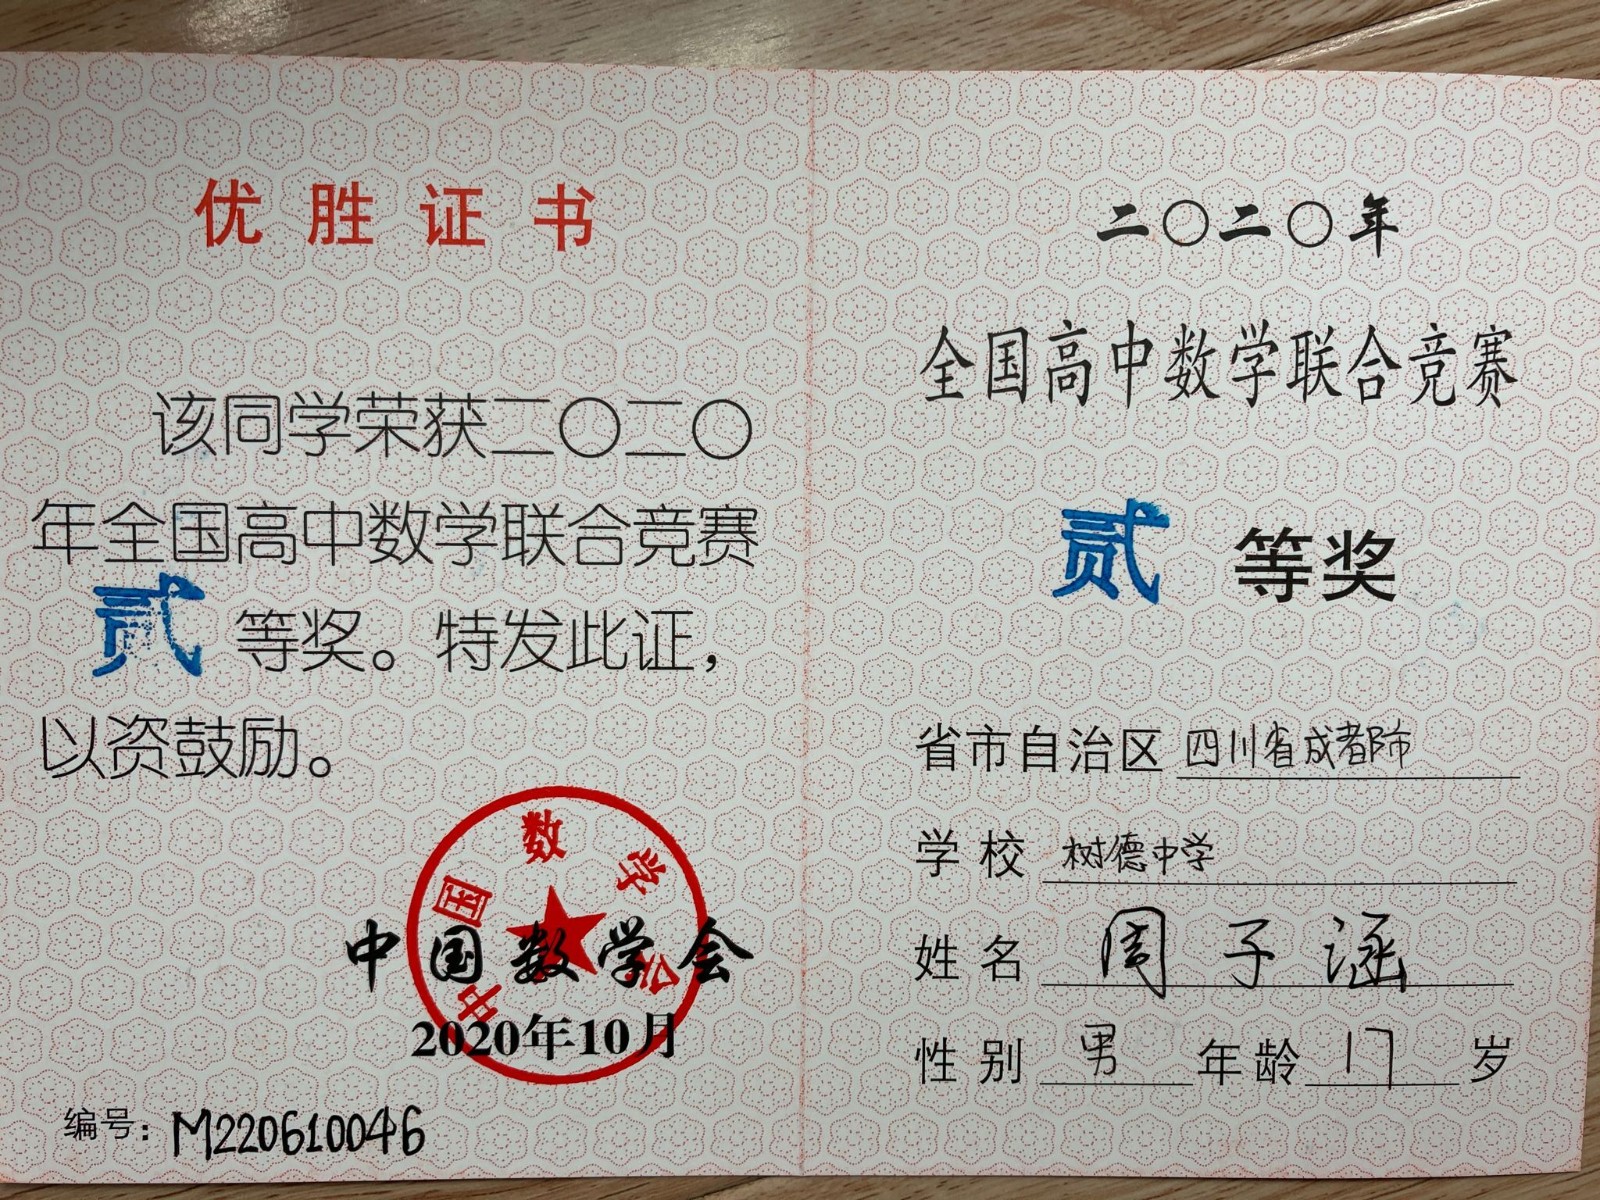 优胜证书
该同学荣获二〇二〇
年全国高中数学联合竞赛
贰等奖。特发此证，
以资鼓励。
中国数学会
中国数学会
2020年10月
编号：M220610046
二〇二〇年
全国高中数学联合竞赛
贰等奖
省市自治区 四川省成都市
学校 树德中学
姓名 周子涵
性别 男 年龄 17 岁